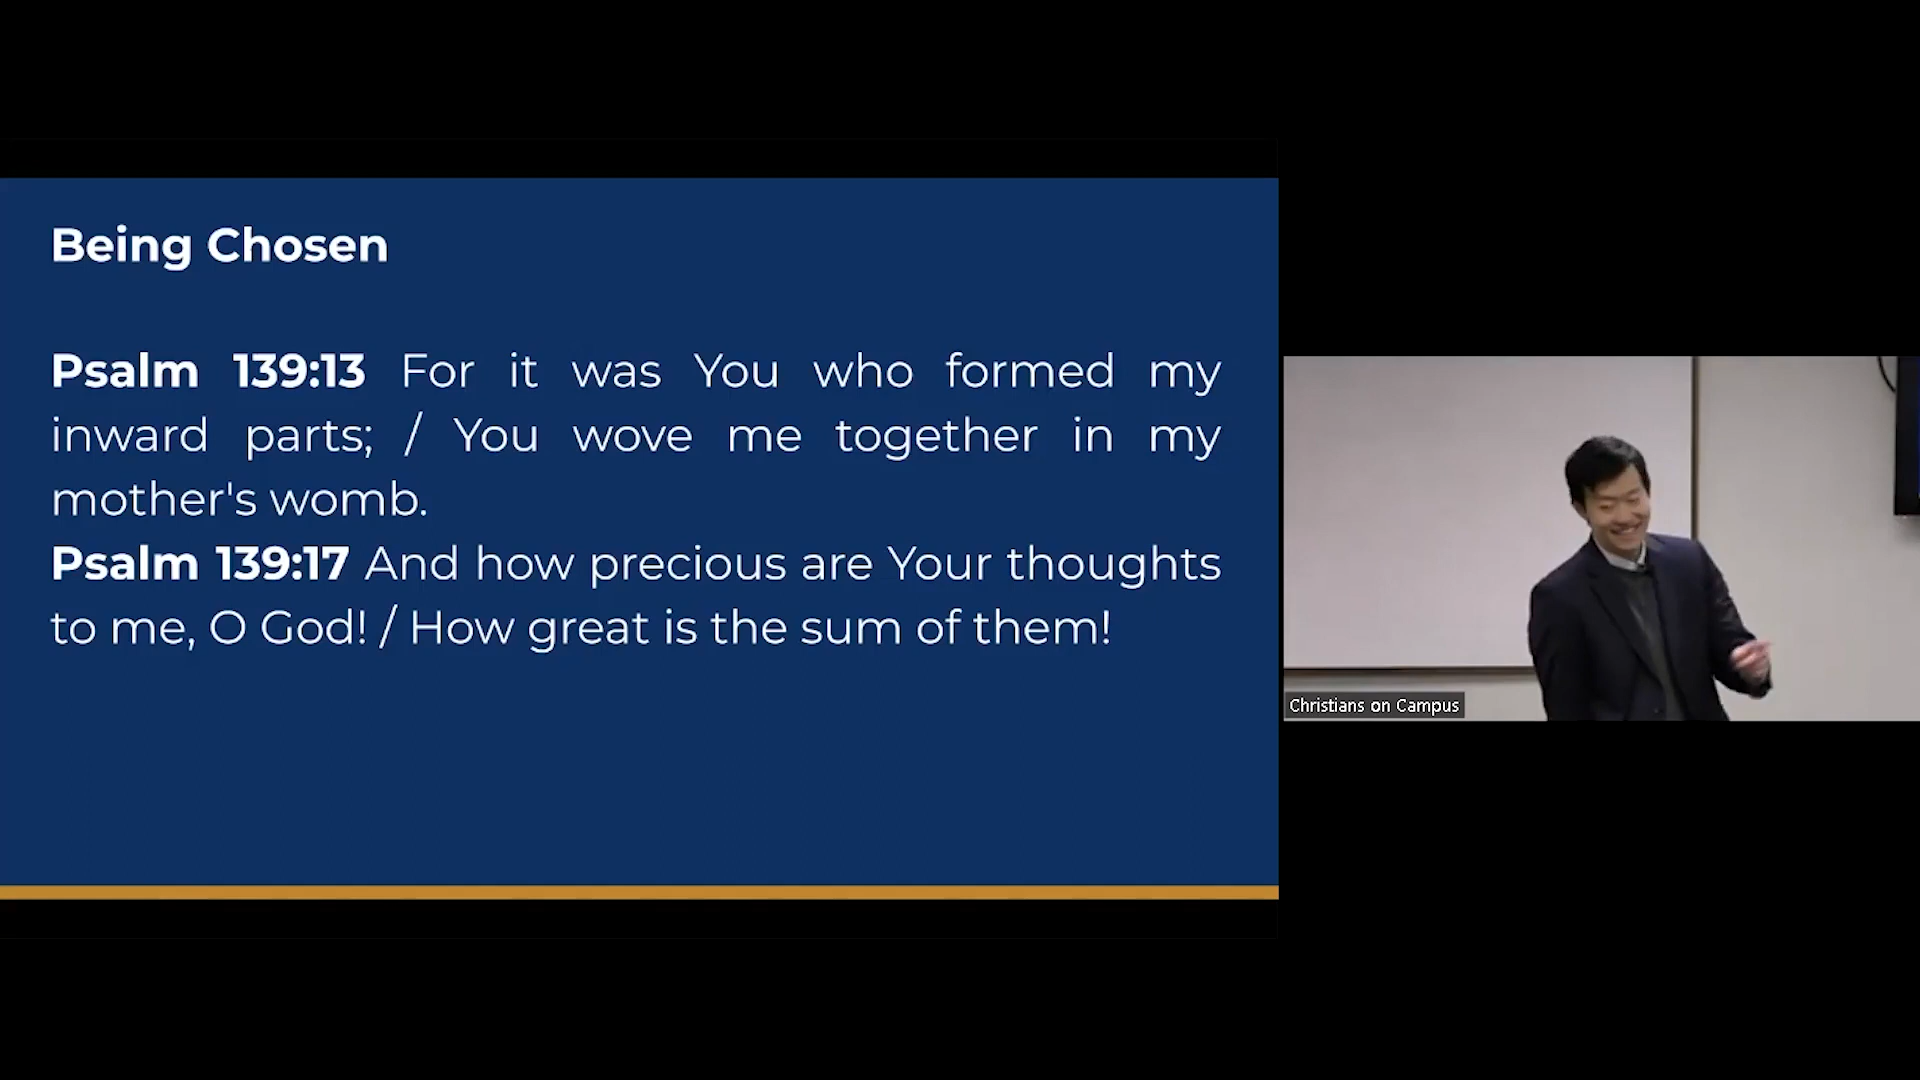 Being Chosen
Psalm 139:13 For it was You who formed my
inward parts; / You wove me together in my
mother's womb.
Psalm 139:17 And how precious are Your thoughts
to me, O God! / How great is the sum of them!
Christians on Campus